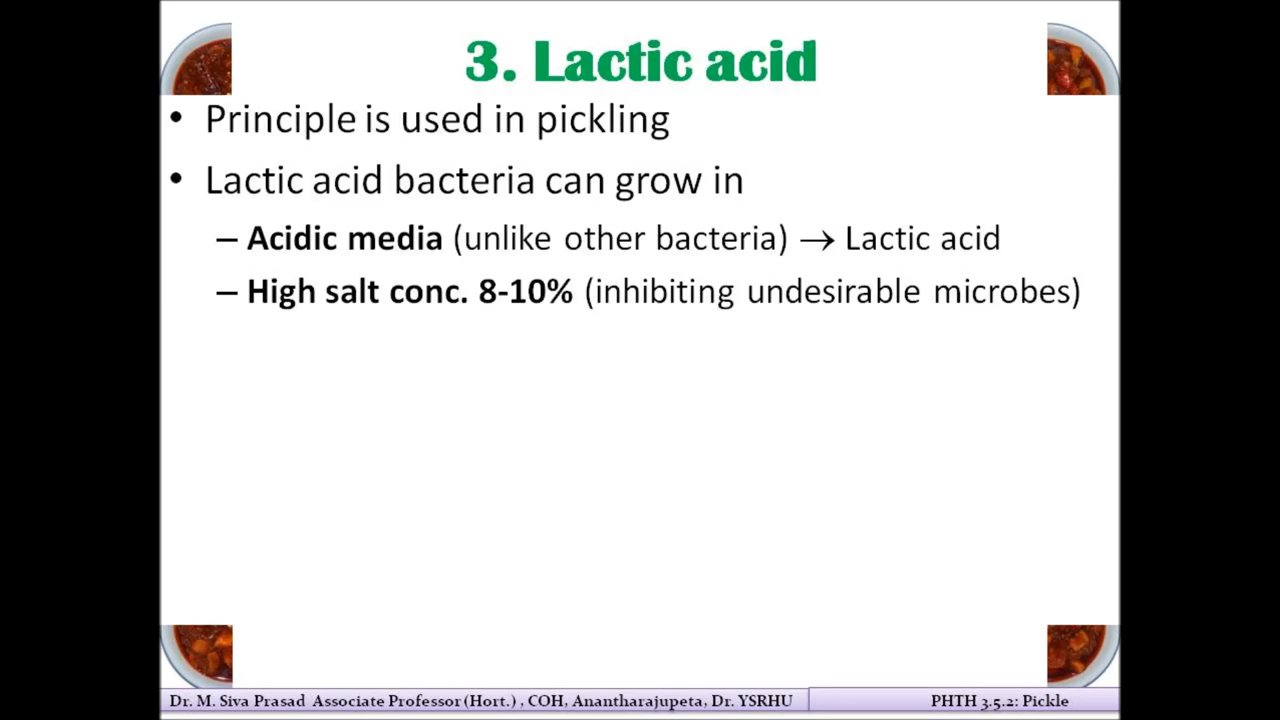 3. Lactic acid
• Principle is used in pickling
• Lactic acid bacteria can grow in
– Acidic media (unlike other bacteria) → Lactic acid
– High salt conc. 8-10% (inhibiting undesirable microbes)
Dr. M. Siva Prasad Associate Professor (Hort.) , COH, Anantharajupeta, Dr. YSRHU
PHTH 3.5.2: Pickle